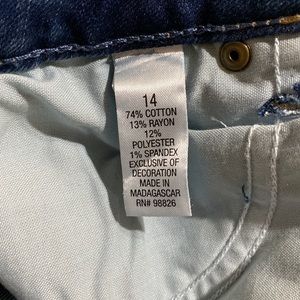 14
74% COTTON
13% RAYON
12%
POLYESTER
1% SPANDEX
EXCLUSIVE OF
DECORATION
MADE IN
MADAGASCAR
RN# 98826